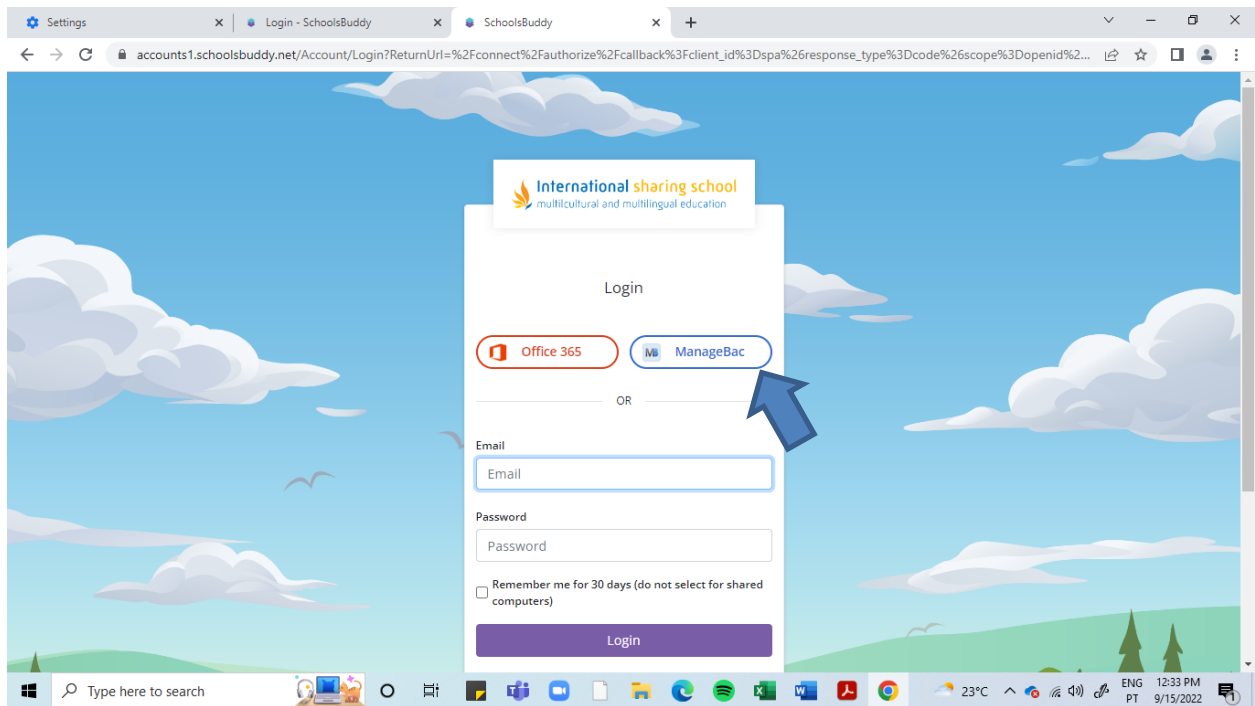 Settings
Login - SchoolsBuddy
SchoolsBuddy
accounts1.schoolsbuddy.net/Account/Login?ReturnUrl=%2Fconnect%2Fauthorize%2Fcallback%3Fclient_id%3Dspa%26response_type%3Dcode%26scope%3Dopenid%2...
International sharing school
multilcultural and multilingual education
Login
Office 365
MB ManageBac
OR
Email
Email
Password
Password
Remember me for 30 days (do not select for shared
computers)
Login
Type here to search
23°C
ENG
PT
12:33 PM
9/15/2022
1